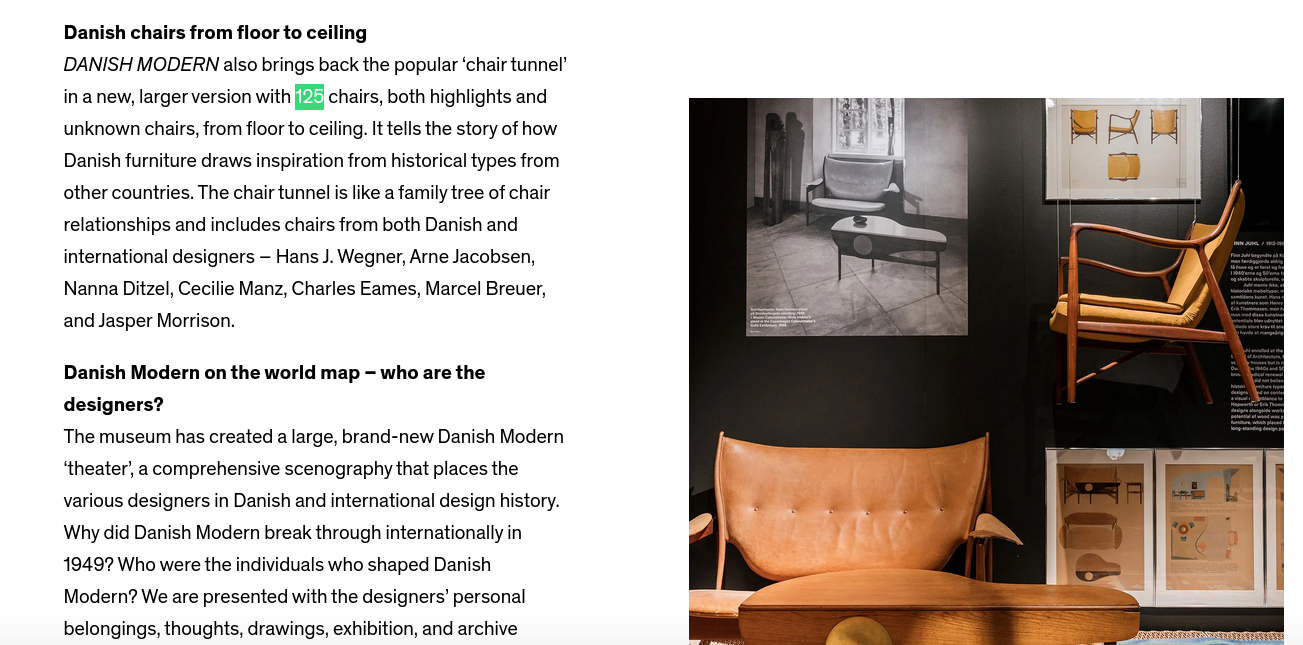 Danish chairs from floor to ceiling
DANISH MODERN also brings back the popular ‘chair tunnel’
in a new, larger version with 125 chairs, both highlights and
unknown chairs, from floor to ceiling. It tells the story of how
Danish furniture draws inspiration from historical types from
other countries. The chair tunnel is like a family tree of chair
relationships and includes chairs from both Danish and
international designers – Hans J. Wegner, Arne Jacobsen,
Nanna Ditzel, Cecilie Manz, Charles Eames, Marcel Breuer,
and Jasper Morrison.
Danish Modern on the world map – who are the
designers?
The museum has created a large, brand-new Danish Modern
‘theater’, a comprehensive scenography that places the
various designers in Danish and international design history.
Why did Danish Modern break through internationally in
1949? Who were the individuals who shaped Danish
Modern? We are presented with the designers’ personal
belongings, thoughts, drawings, exhibition, and archive
INN JUHL / 1912-19